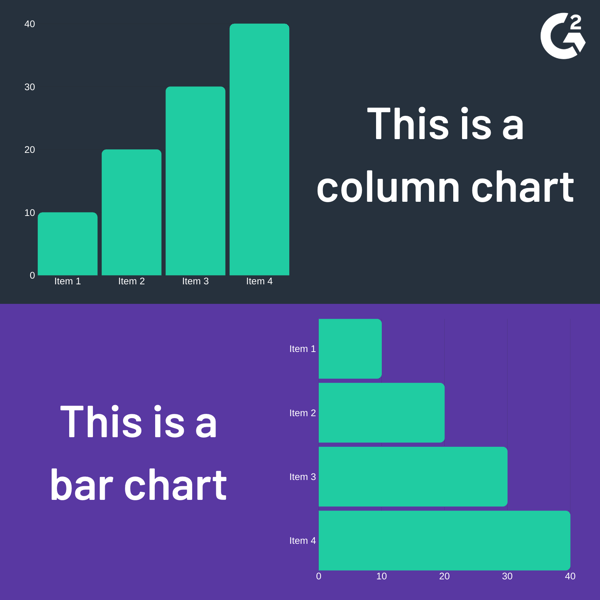 40
30
20
10
0
Item 1 Item 2 Item 3 Item 4
G2
This is a
column chart
This is a
bar chart
Item 1
Item 2
Item 3
Item 4
0 10 20 30 40